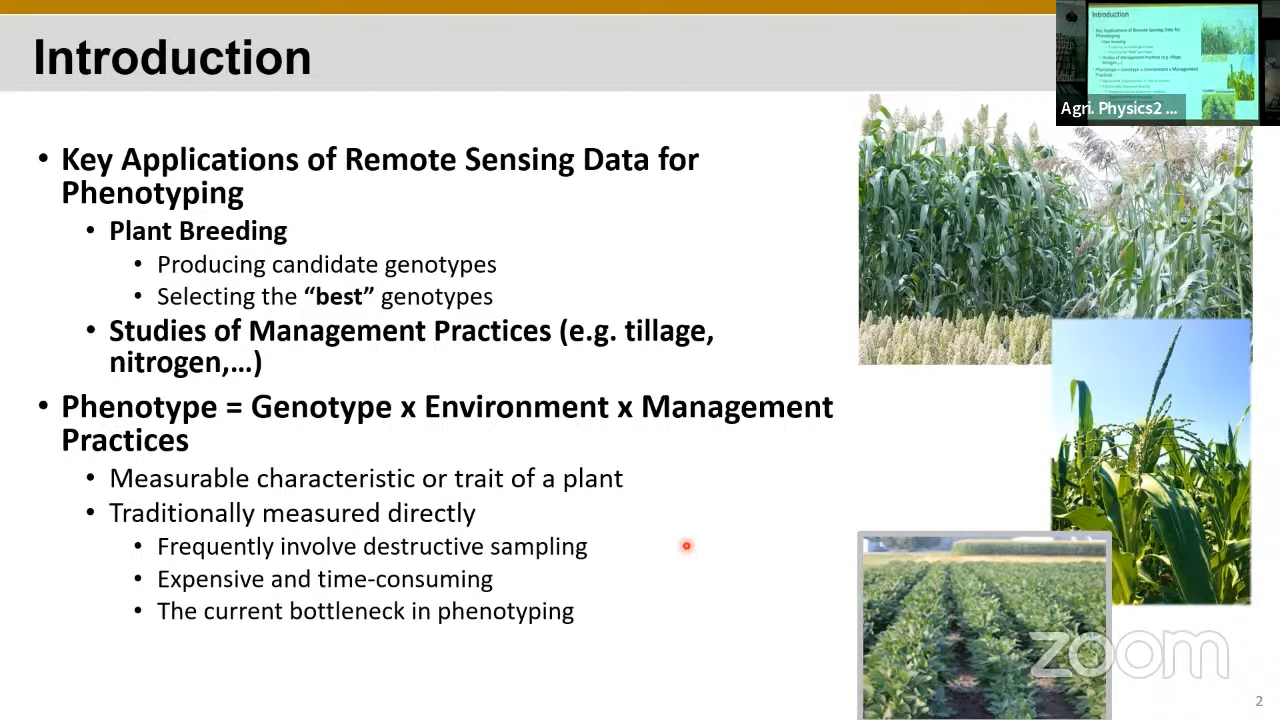 Introduction
Agri. Physics2 ...
• Key Applications of Remote Sensing Data for
Phenotyping
• Plant Breeding
• Producing candidate genotypes
• Selecting the “best” genotypes
• Studies of Management Practices (e.g. tillage,
nitrogen,…)
• Phenotype = Genotype x Environment x Management
Practices
• Measurable characteristic or trait of a plant
• Traditionally measured directly
• Frequently involve destructive sampling
• Expensive and time-consuming
• The current bottleneck in phenotyping
zoom
2